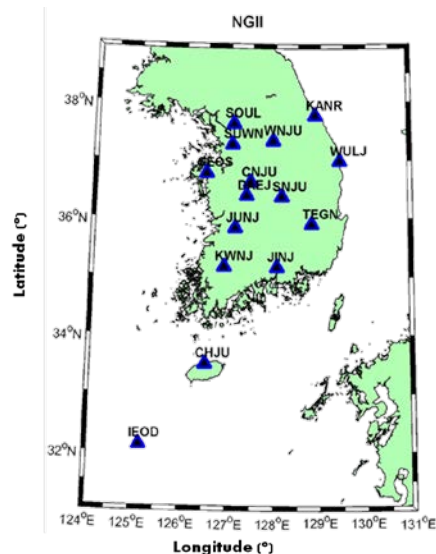 NGII
38°N
36°N
34°N
32°N
Latitude (°)
SOUL
KANR
SUWN
WNJU
WULJ
SEOS
CNJU
DAEJ
SNJU
JUNJ
TEGN
KWNJ
JINJ
CHJU
IEOD
124°E
125°E
126°E
127°E
128°E
129°E
130°E
131°E
Longitude (°)